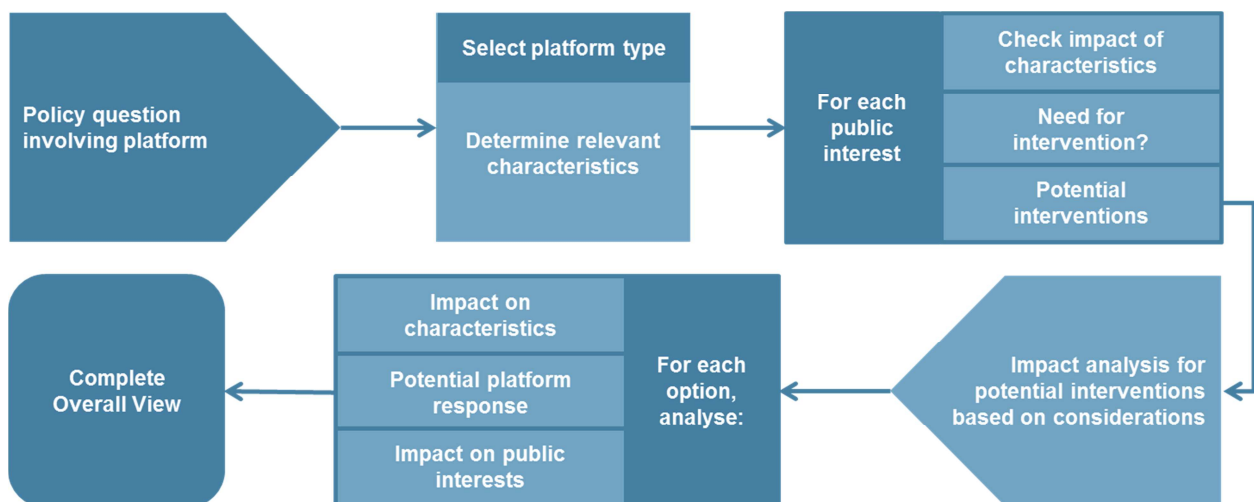 Policy question
involving platform
Select platform type
Determine relevant
characteristics
For each
public
interest
Check impact of
characteristics
Need for
intervention?
Potential
interventions
Impact analysis for
potential interventions
based on considerations
For each
option,
analyse:
Impact on
characteristics
Potential platform
response
Impact on public
interests
Complete
Overall View